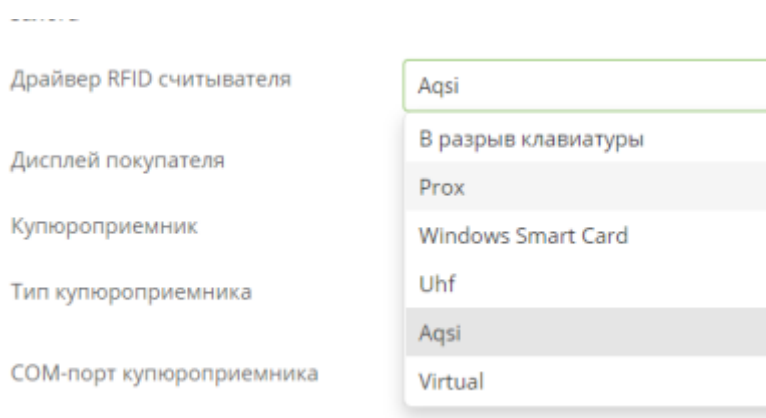 Драйвер RFID считывателя
Aqsi
В разрыв клавиатуры
Дисплей покупателя
Prox
Купюроприемник
Windows Smart Card
Тип купюроприемника
Uhf
Aqsi
COM-порт купюроприемника
Virtual